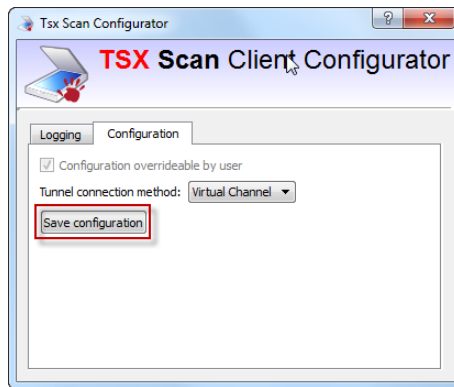 Tsx Scan Configurator
TSX Scan Client Configurator
Logging Configuration
Configuration overrideable by user
Tunnel connection method: Virtual Channel
Save configuration